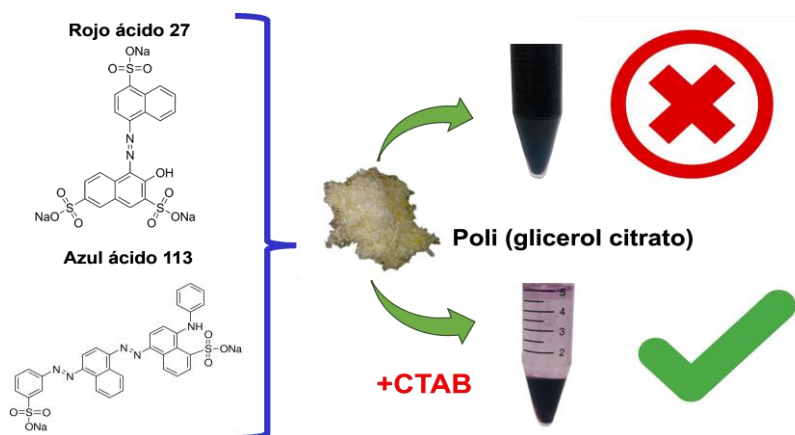 Rojo ácido 27
ONa
O=S=O
N
N
OH
O
O
S
S
NaO
O
O
ONa
Azul ácido 113
NH
O
N
S
ONa
N
O
N
N
O=S=O
ONa
Poli (glicerol citrato)
+CTAB
5
4
3
2